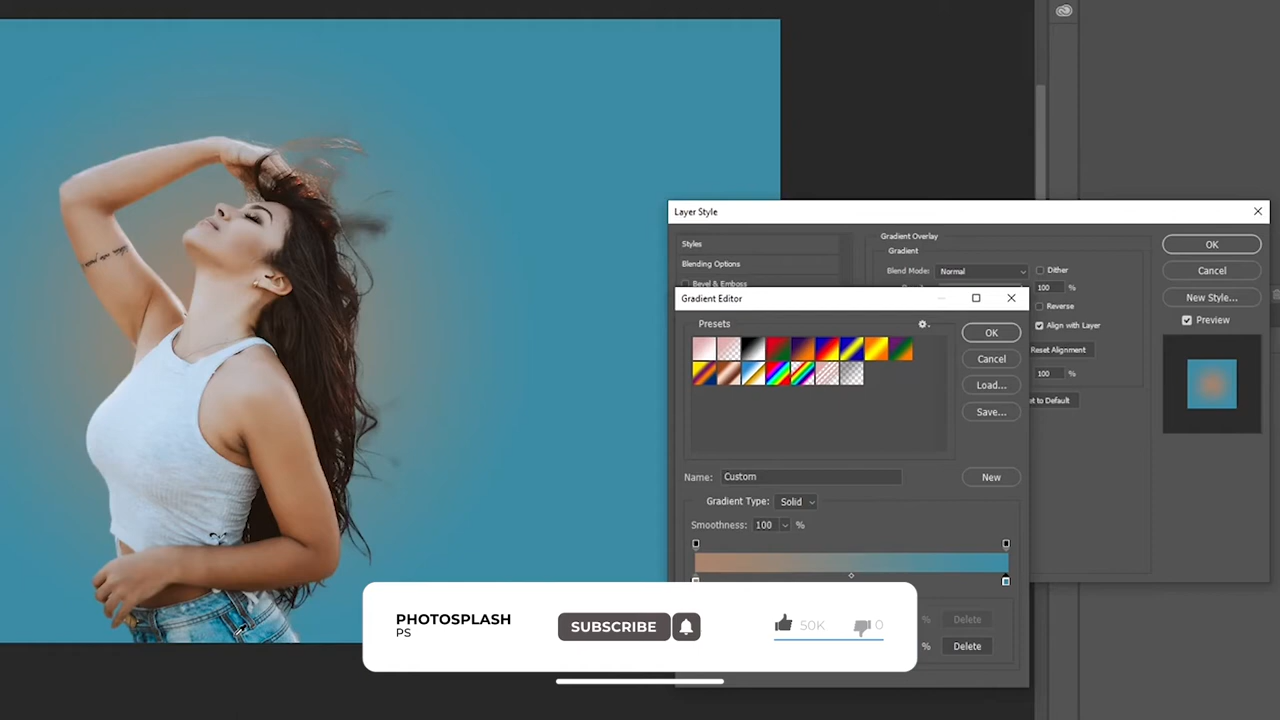 Layer Style
Styles
Blending Options
Bevel & Emboss
Gradient Overlay
Gradient
Blend Mode: Normal
Dither
100 %
Reverse
Align with Layer
Reset Alignment
100 %
et to Default
OK
Cancel
New Style...
Preview
Gradient Editor
Presets
OK
Cancel
Load...
Save...
Name: Custom
New
Gradient Type: Solid
Smoothness: 100 %
% Delete
% Delete
PHOTOSPLASH
PS
SUBSCRIBE
50K
0